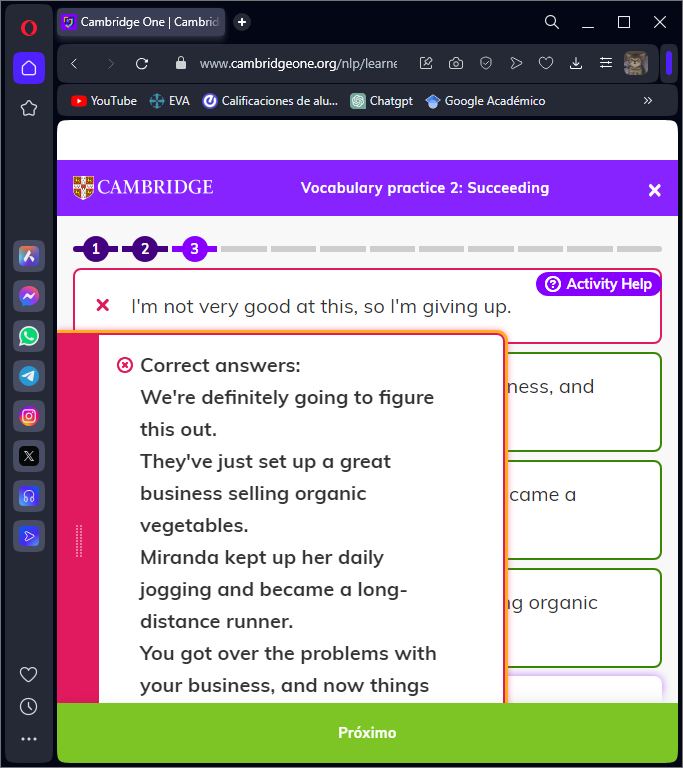 Cambridge One | Cambrid
www.cambridgeone.org/nlp/learne
YouTube
EVA
Calificaciones de alu...
Chatgpt
Google Académico
CAMBRIDGE
Vocabulary practice 2: Succeeding
1
2
3
Activity Help
I'm not very good at this, so I'm giving up.
Correct answers:
We're definitely going to figure
this out.
They've just set up a great
business selling organic
vegetables.
Miranda kept up her daily
jogging and became a long-
distance runner.
You got over the problems with
your business, and now things
ness, and
came a
ng organic
Próximo